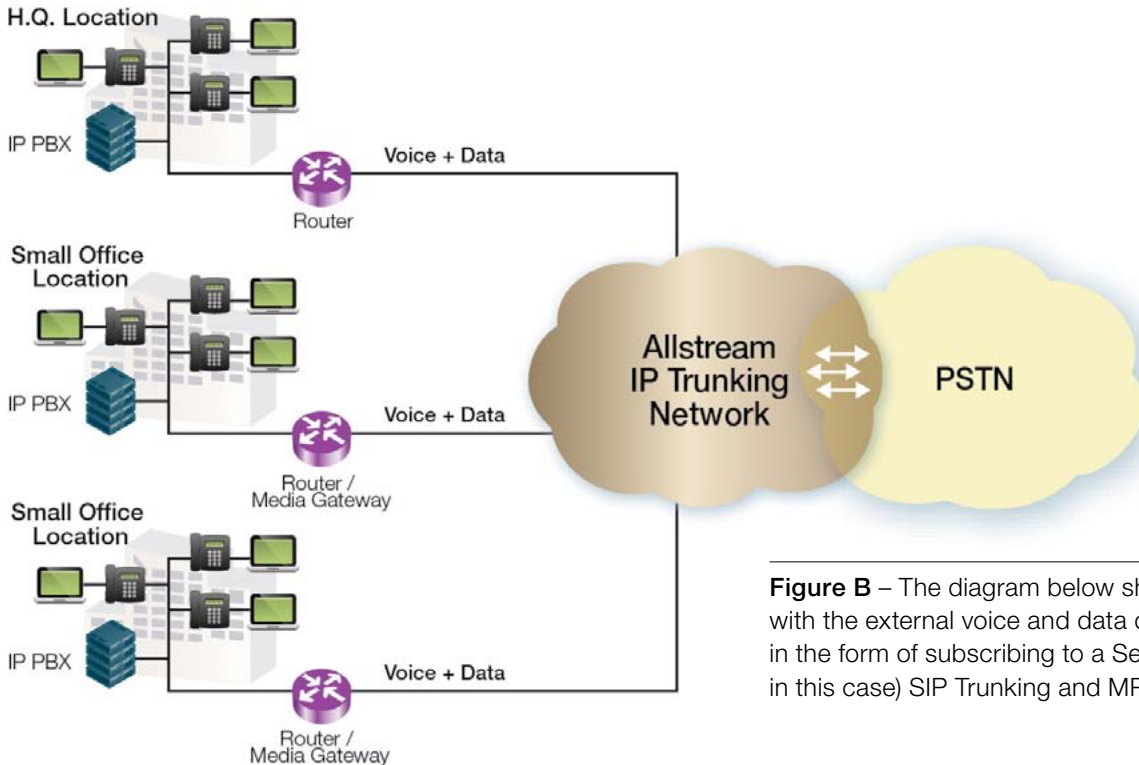 H.Q. Location
IP PBX
Voice + Data
Router
Small Office
Location
IP PBX
Voice + Data
Router /
Media Gateway
Small Office
Location
IP PBX
Voice + Data
Router /
Media Gateway
Allstream
IP Trunking
Network
PSTN
Figure B – The diagram below sh
with the external voice and data c
in the form of subscribing to a Se
in this case) SIP Trunking and MP